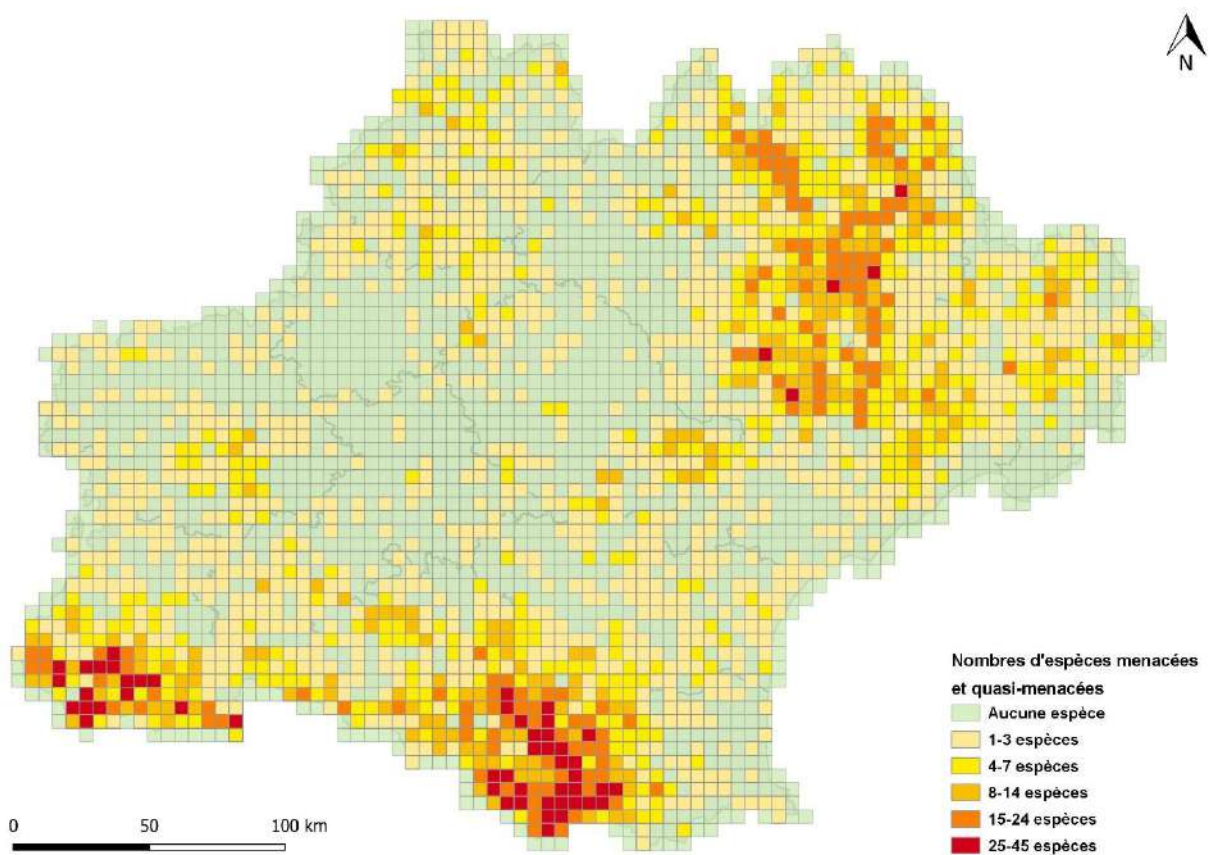 N
Nombres d'espèces menacées
et quasi-menacées
Aucune espèce
1-3 espèces
4-7 espèces
8-14 espèces
15-24 espèces
25-45 espèces
0 50 100 km